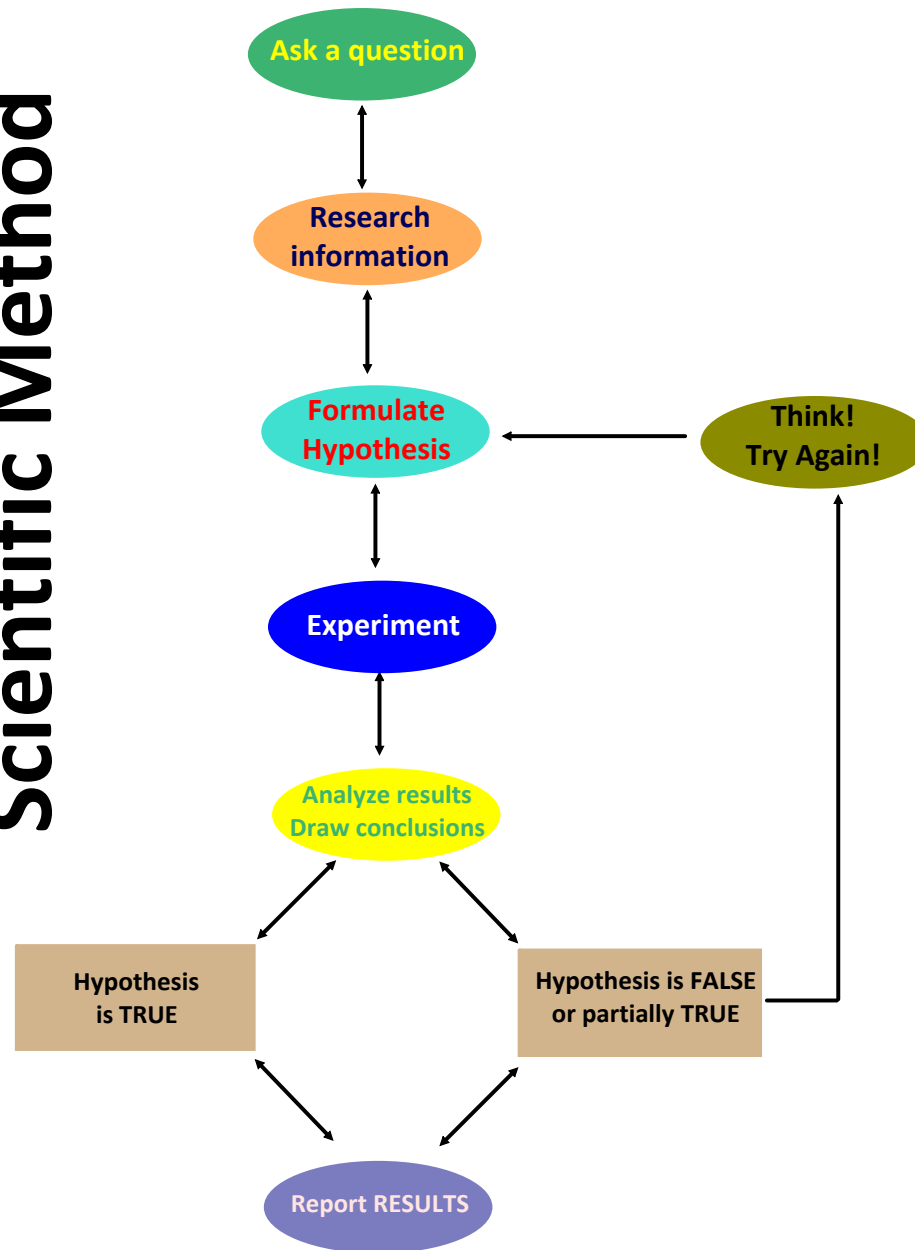 Scientific Method
Ask a question
Research
information
Formulate
Hypothesis
Think!
Try Again!
Experiment
Analyze results
Draw conclusions
Hypothesis
is TRUE
Hypothesis is FALSE
or partially TRUE
Report RESULTS